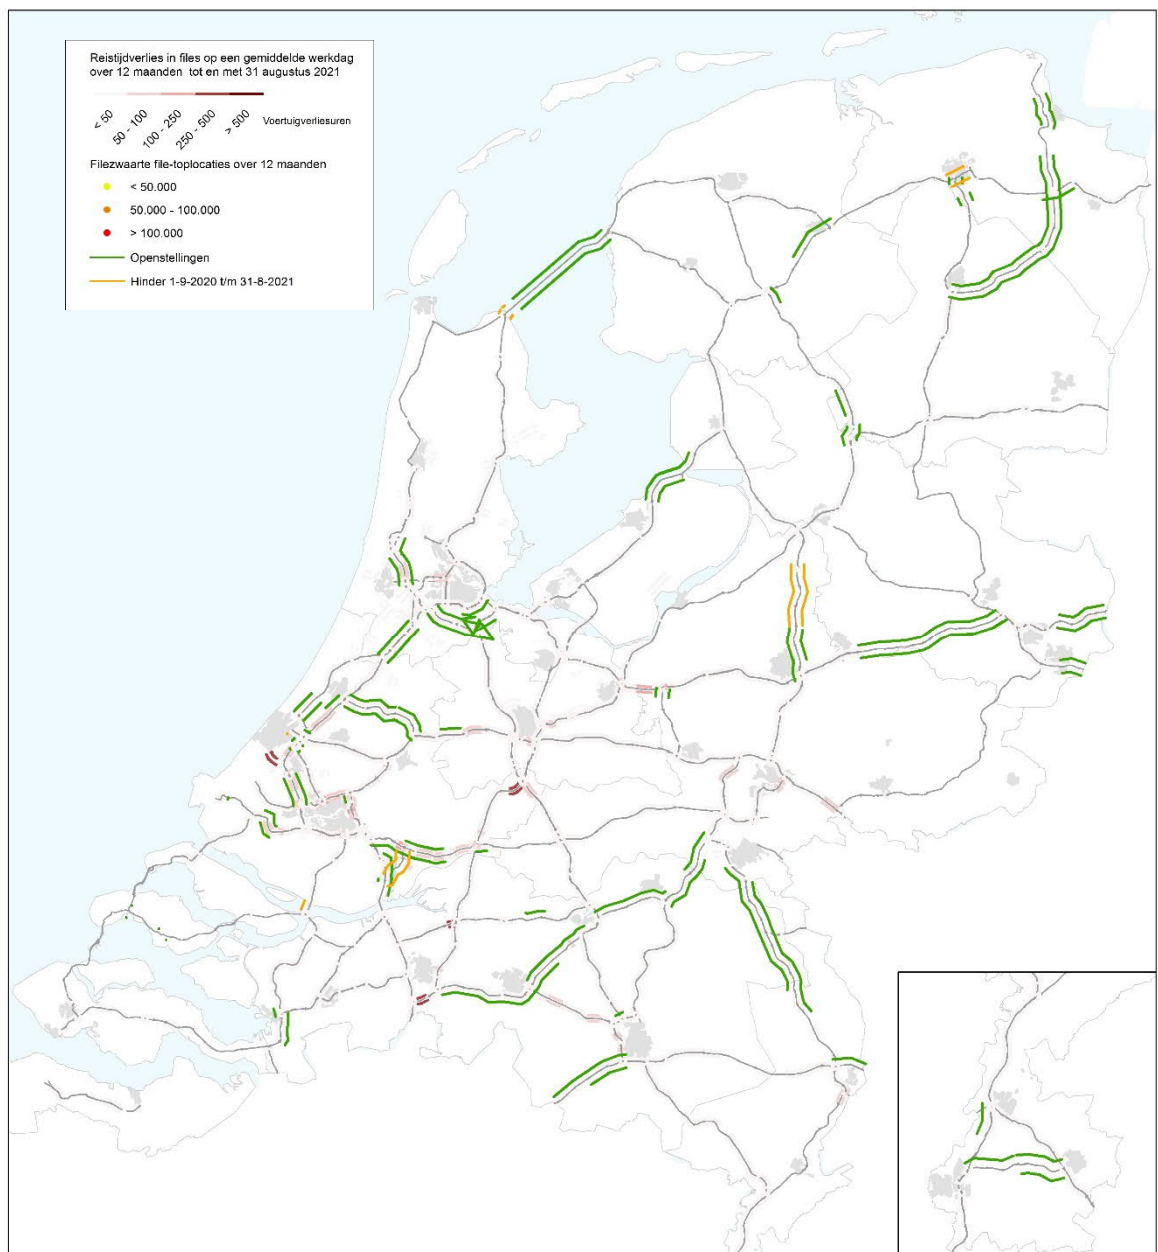 Reistijdverlies in files op een gemiddelde werkdag
over 12 maanden tot en met 31 augustus 2021
< 50
50 - 100
100 - 250
250 - 500
> 500
Voertuigverliesuren
Filezwaarte file-toplocaties over 12 maanden
< 50.000
50.000 - 100.000
> 100.000
Openstellingen
Hinder 1-9-2020 t/m 31-8-2021